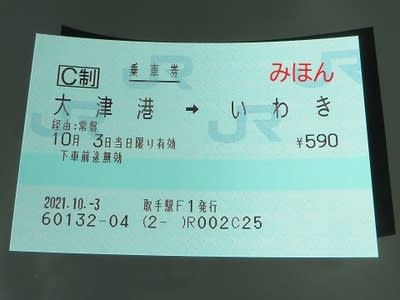 C制 乗車券 みほん
大津港 → いわき
経由:常磐
10月 3日当日限り有効 ¥590
下車前途無効
2021.10.-3 取手駅F1発行
60132-04 (2- )R002C25